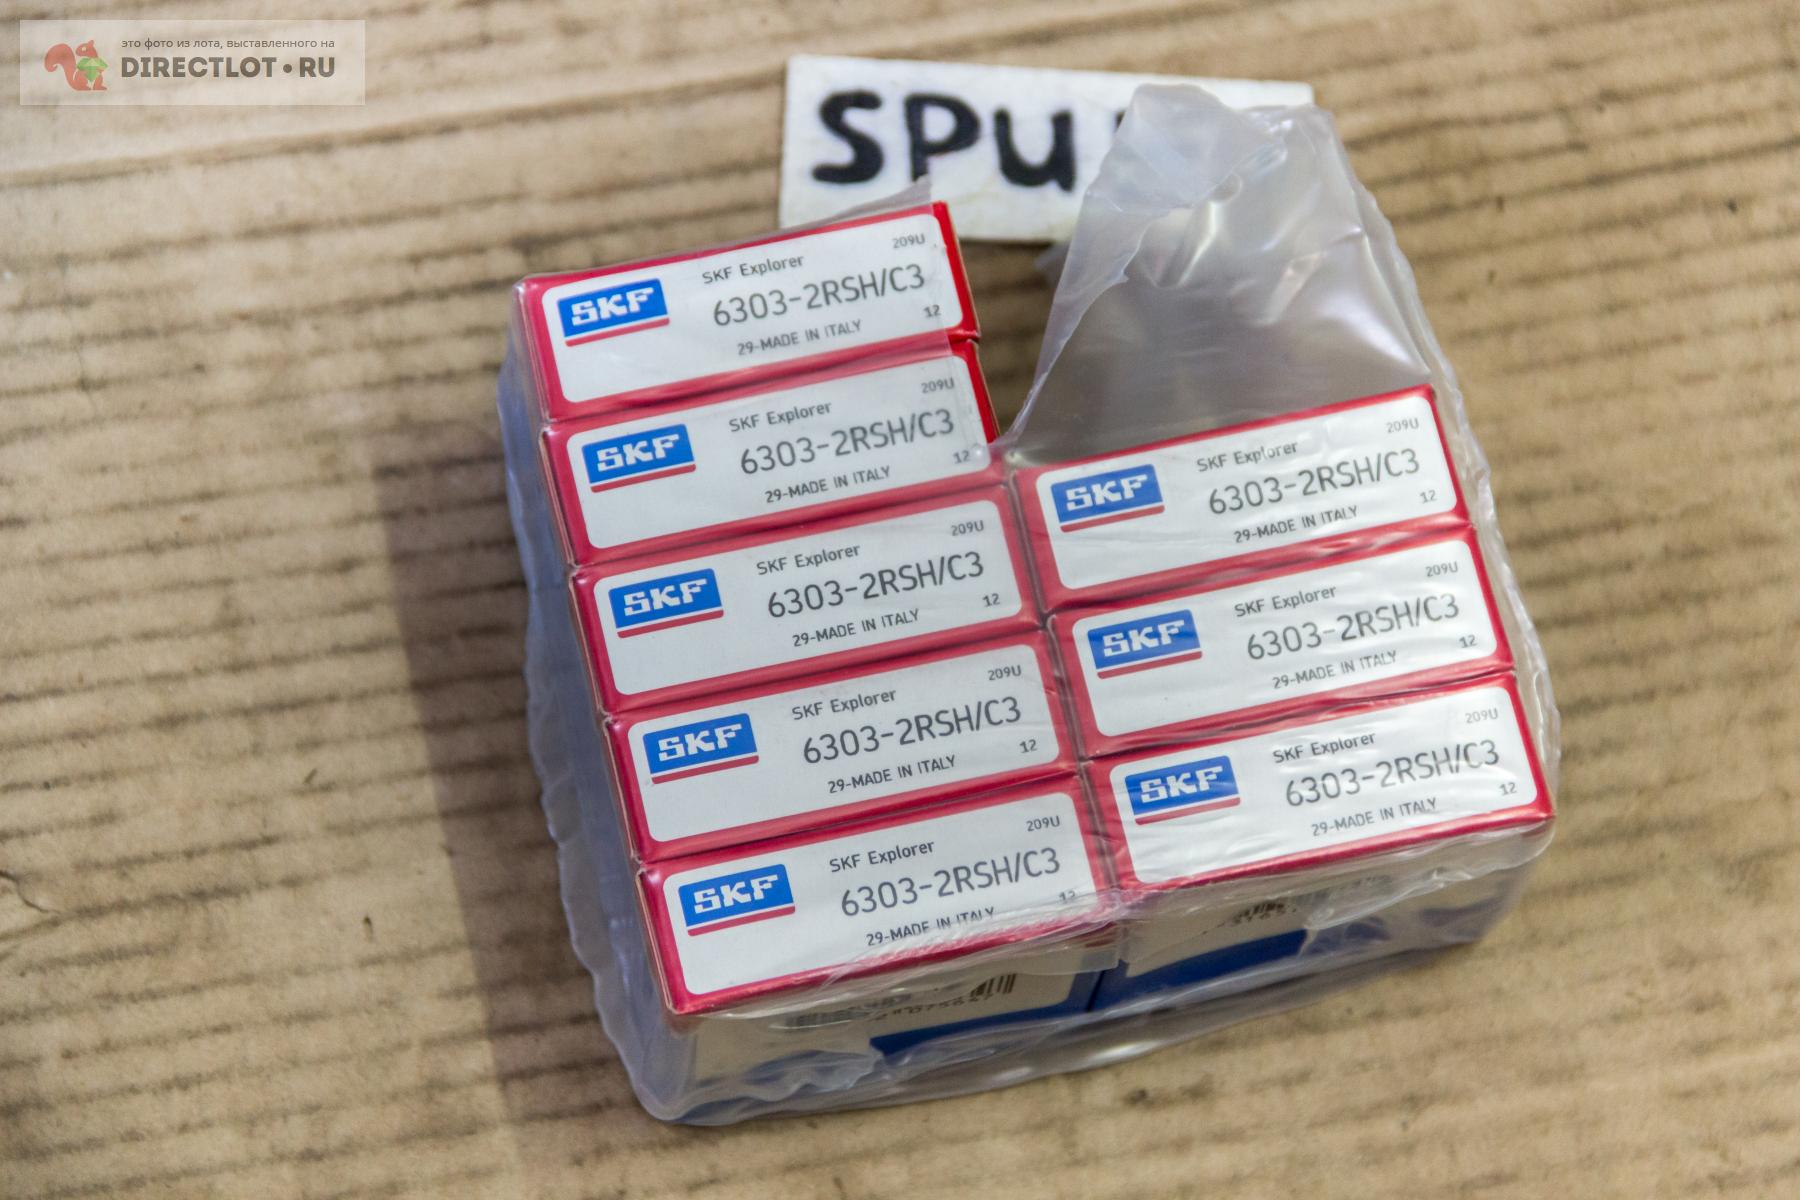 это фото из лота, выставленного на
DIRECTLOT•RU
SPU
209U
SKF Explorer
SKF
6303-2RSH/C3
12
29-MADE IN ITALY
209U
SKF Explorer
SKF
6303-2RSH/C3
12
29-MADE IN ITALY
209U
SKF Explorer
SKF
6303-2RSH/C3
12
29-MADE IN ITALY
209U
SKF Explorer
SKF
6303-2RSH/C3
12
29-MADE IN ITALY
209U
SKF Explorer
SKF
6303-2RSH/C3
12
29-MADE IN ITALY
209U
SKF Explorer
SKF
6303-2RSH/C3
12
29-MADE IN ITALY
209U
SKF Explorer
SKF
6303-2RSH/C3
12
29-MADE IN ITALY
209U
SKF Explorer
SKF
6303-2RSH/C3
12
29-MADE IN ITALY